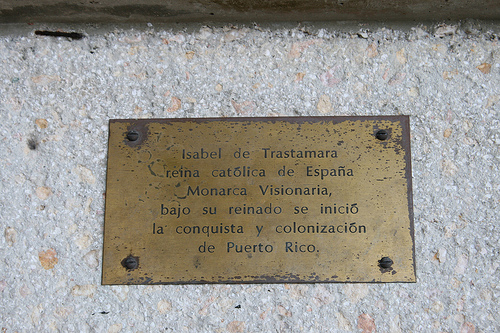 Isabel de Trastamara
reina católica de España
Monarca Visionaria,
bajo su reinado se inició
la conquista y colonización
de Puerto Rico.